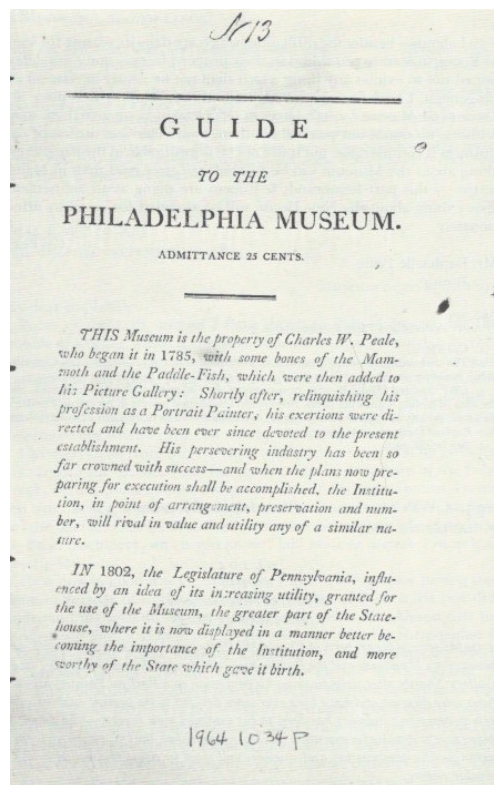 GUIDE
TO THE
PHILADELPHIA MUSEUM.
ADMITTANCE 25 CENTS.
THIS Museum is the property of Charles W. Peale,
who began it in 1785, with some bones of the Mam-
moth and the Paddle-Fish, which were then added to
his Picture Gallery: Shortly after, relinquishing his
profession as a Portrait Painter, his exertions were di-
rected and have been ever since devoted to the present
establishment. His persevering industry has been so
far crowned with success—and when the plans now pre-
paring for execution shall be accomplished, the Institu-
tion, in point of arrangement, preservation and num-
ber, will rival in value and utility any of a similar na-
ture.
IN 1802, the Legislature of Pennsylvania, influ-
enced by an idea of its increasing utility, granted for
the use of the Museum, the greater part of the State-
house, where it is now displayed in a manner better be-
coming the importance of the Institution, and more
worthy of the State which gave it birth.
1964 1034P